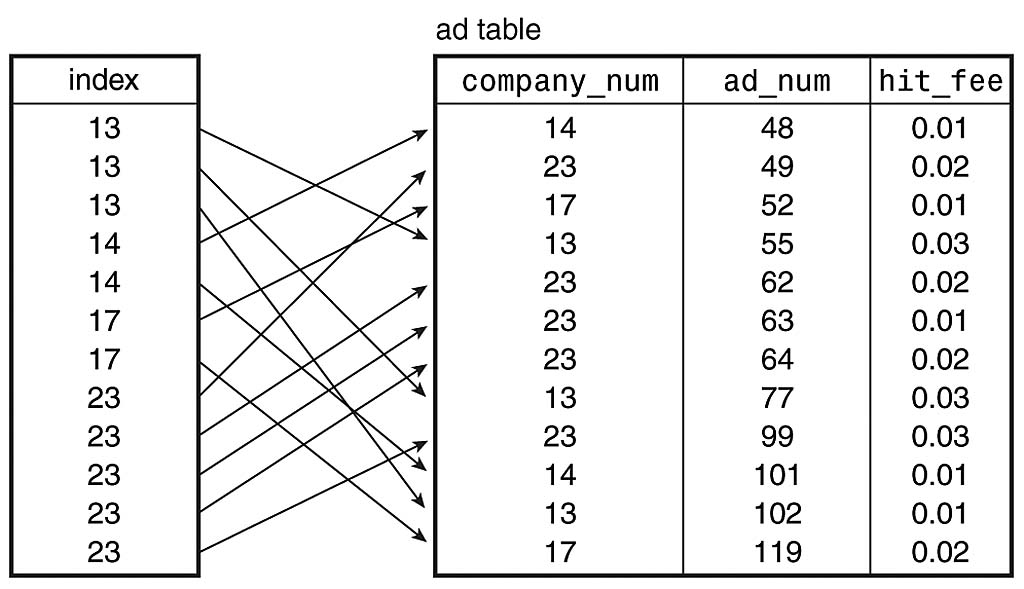 ad table
index company_num ad_num hit_fee
13 14 48 0.01
13 23 49 0.02
13 17 52 0.01
14 13 55 0.03
14 23 62 0.02
17 23 63 0.01
17 23 64 0.02
23 13 77 0.03
23 23 99 0.03
23 14 101 0.01
23 13 102 0.01
23 17 119 0.02